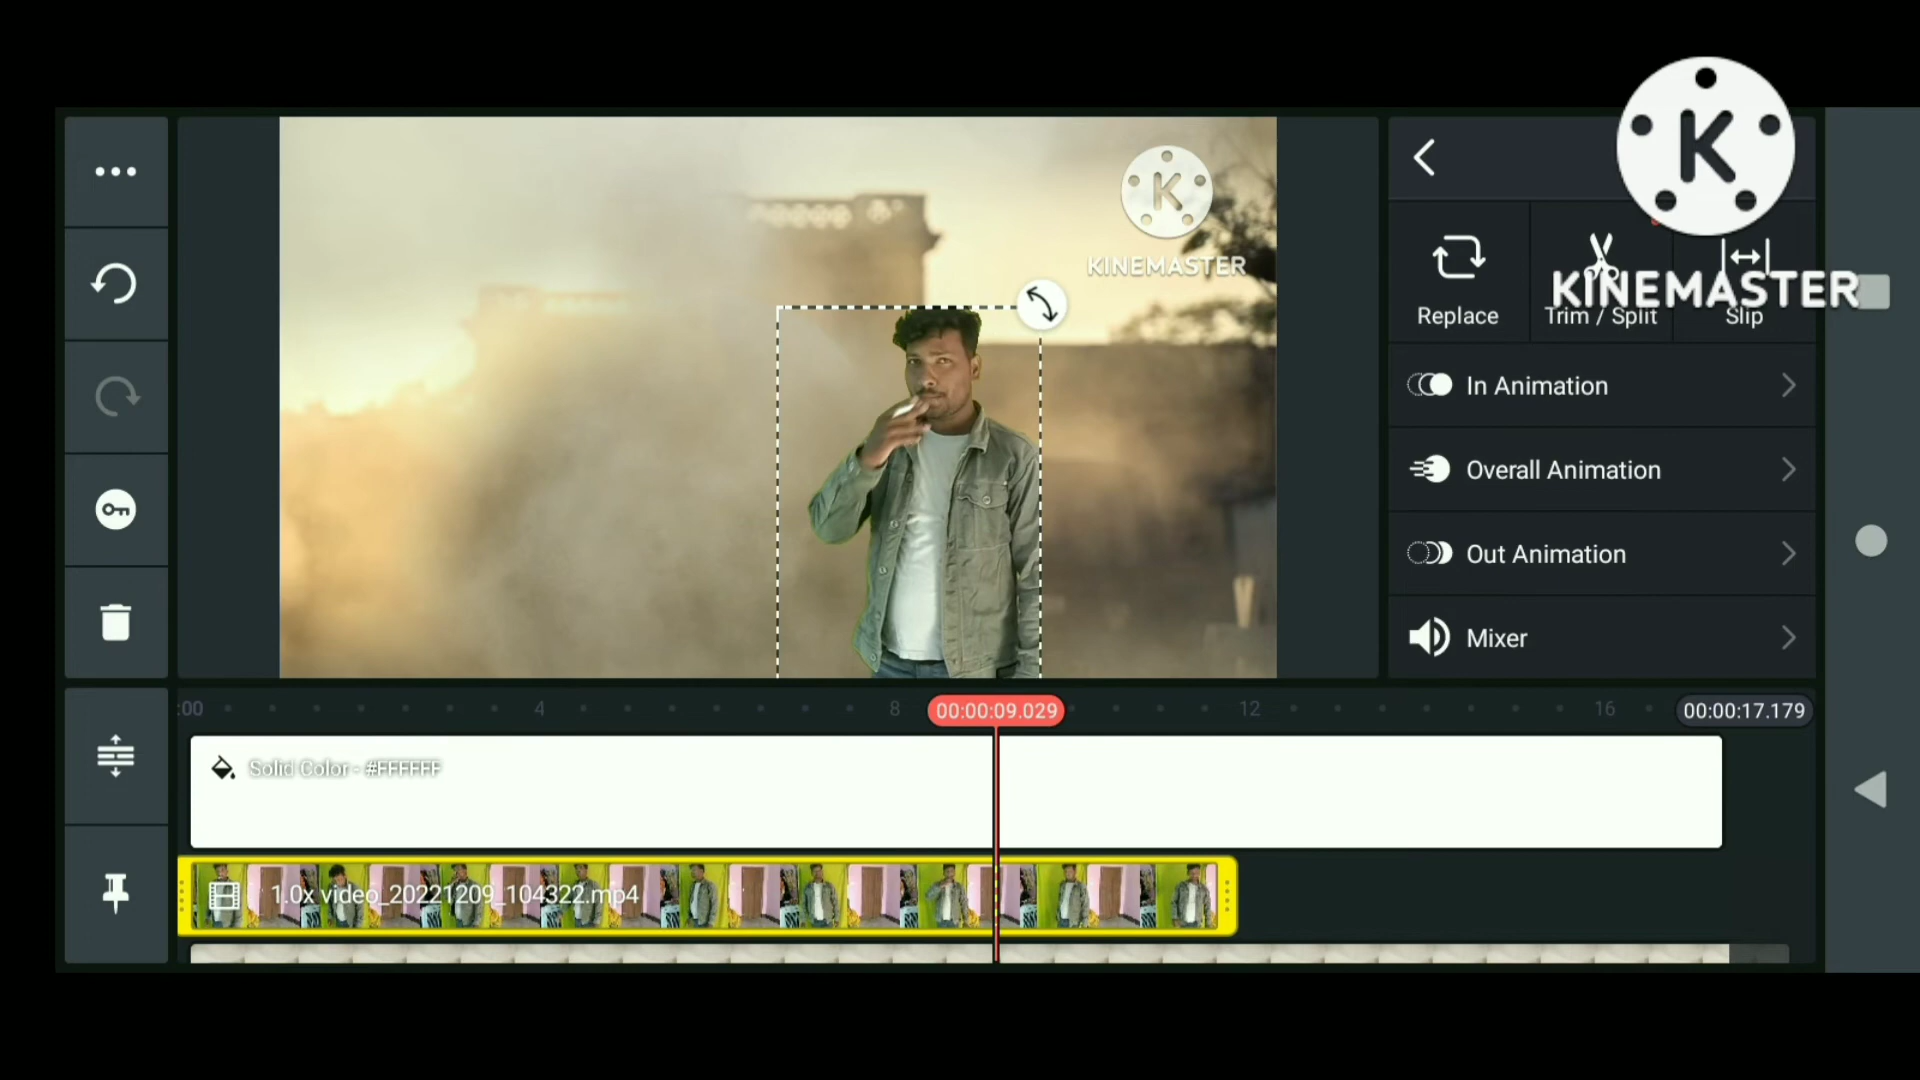 K
K
KINEMASTER
KINEMASTER
Replace
Trim / Split
Slip
In Animation
Overall Animation
Out Animation
Mixer
:00
4
8
00:00:09.029
12
16
00:00:17.179
Solid Color - #FFFFFF
1.0x video_20221209_104322.mp4